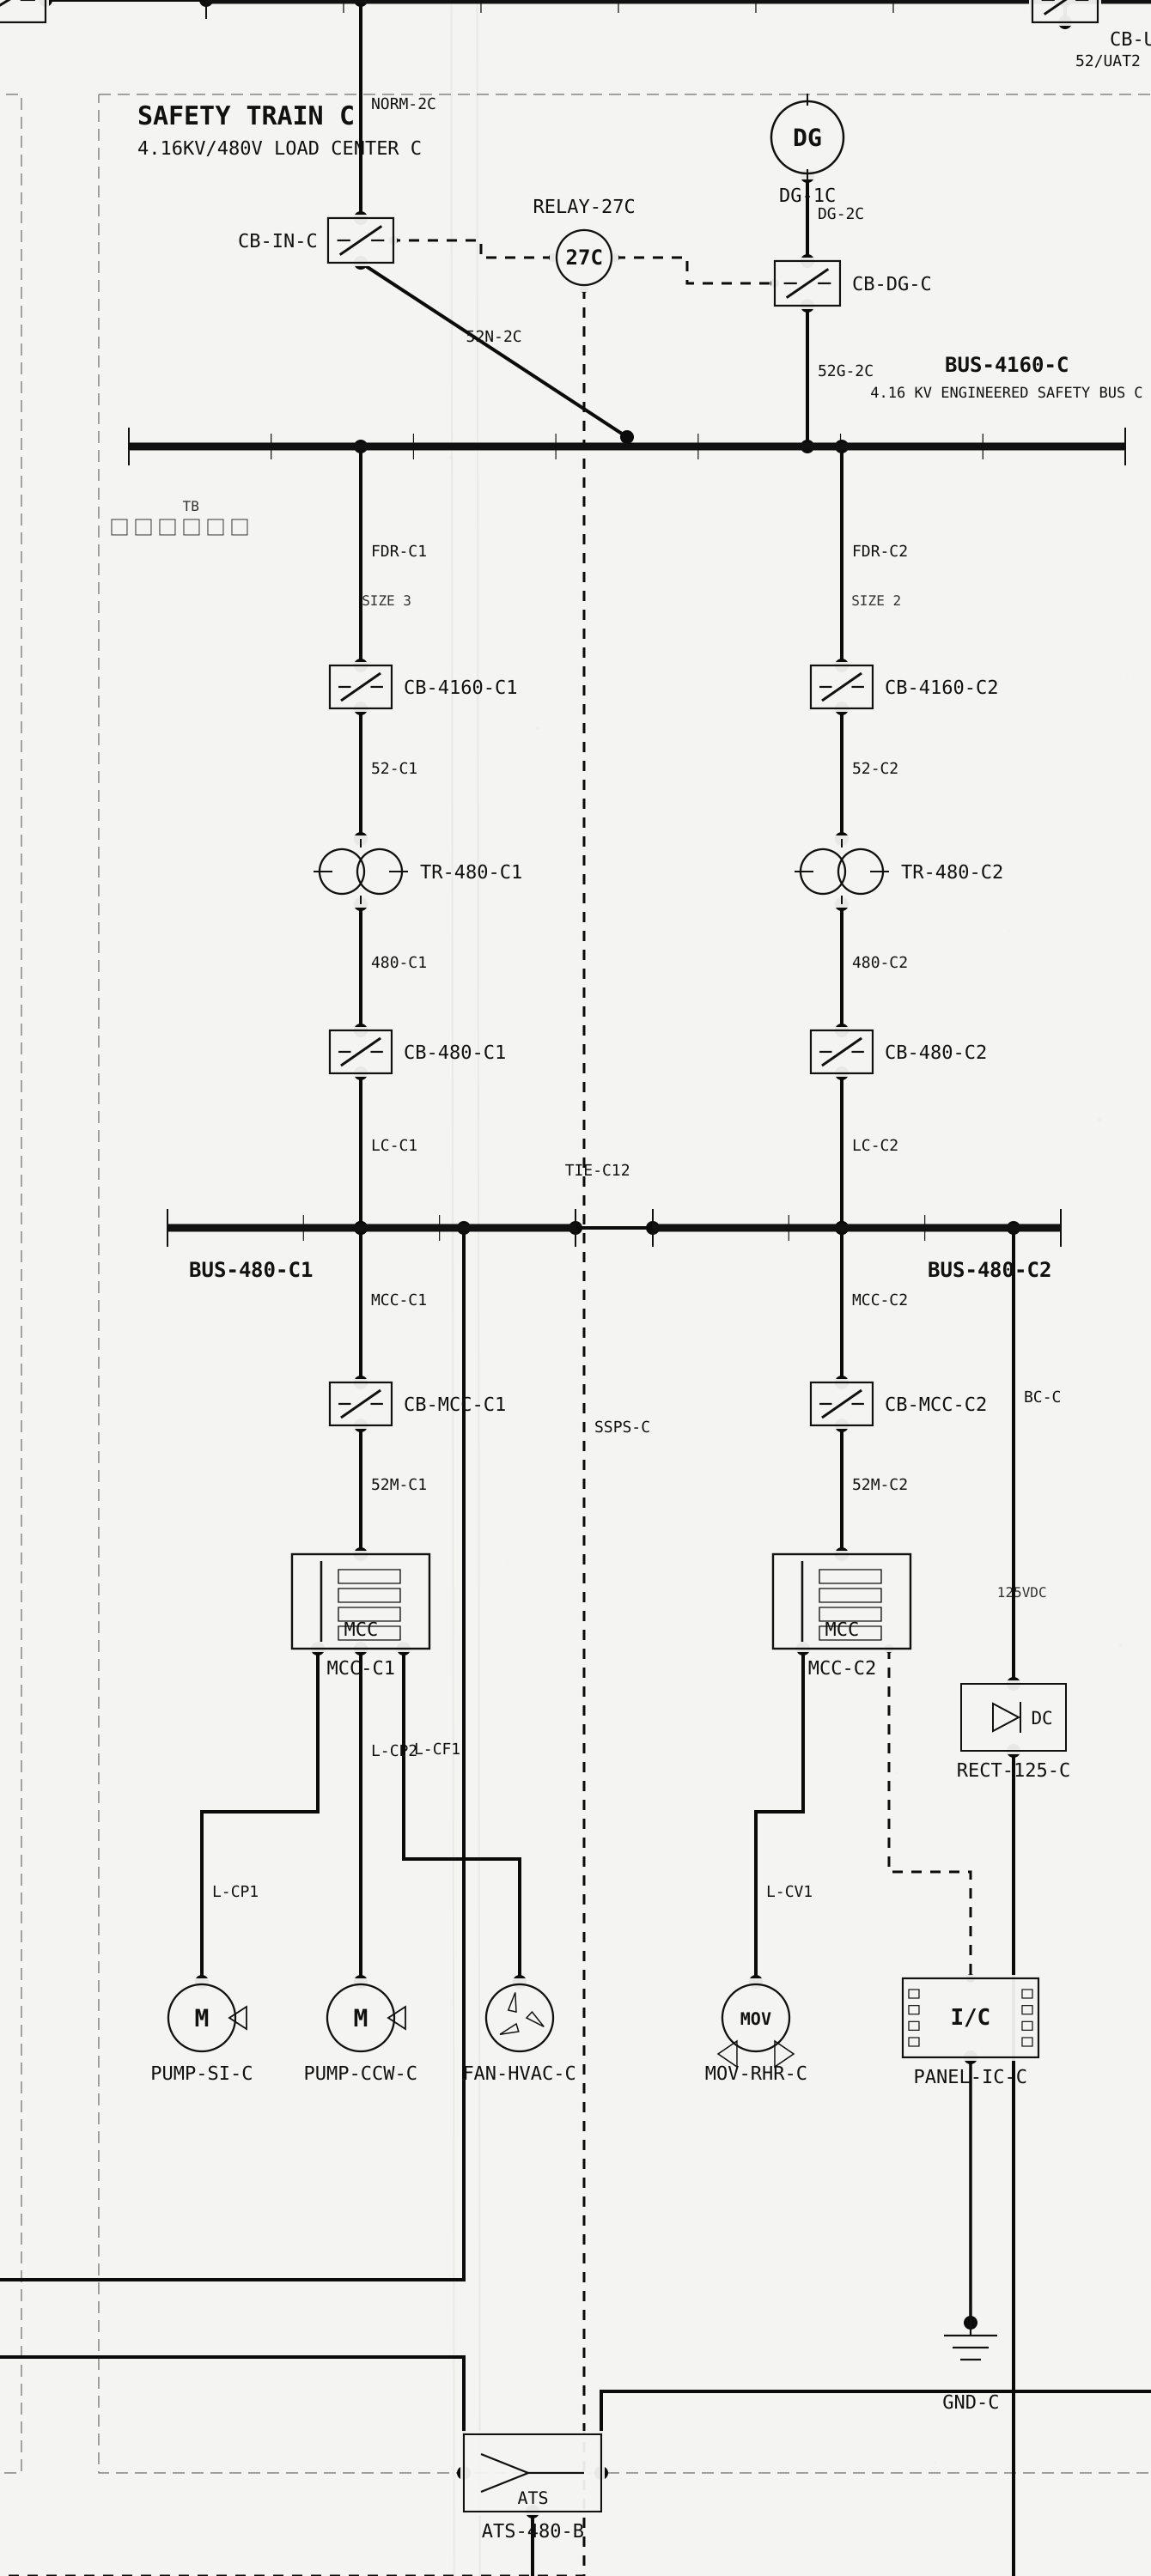 CB-U
52/UAT2
NORM-2C
SAFETY TRAIN C
4.16KV/480V LOAD CENTER C
DG
DG-1C
DG-2C
RELAY-27C
CB-IN-C
27C
CB-DG-C
52N-2C
52G-2C
BUS-4160-C
4.16 KV ENGINEERED SAFETY BUS C
TB
FDR-C1
FDR-C2
SIZE 3
SIZE 2
CB-4160-C1
CB-4160-C2
52-C1
52-C2
TR-480-C1
TR-480-C2
480-C1
480-C2
CB-480-C1
CB-480-C2
LC-C1
LC-C2
TIE-C12
BUS-480-C1
BUS-480-C2
MCC-C1
MCC-C2
CB-MCC-C1
CB-MCC-C2
BC-C
SSPS-C
52M-C1
52M-C2
125VDC
MCC
MCC
MCC-C1
MCC-C2
DC
L-CP2
L-CF1
RECT-125-C
L-CP1
L-CV1
M
M
MOV
I/C
PUMP-SI-C
PUMP-CCW-C
FAN-HVAC-C
MOV-RHR-C
PANEL-IC-C
GND-C
ATS
ATS-480-B